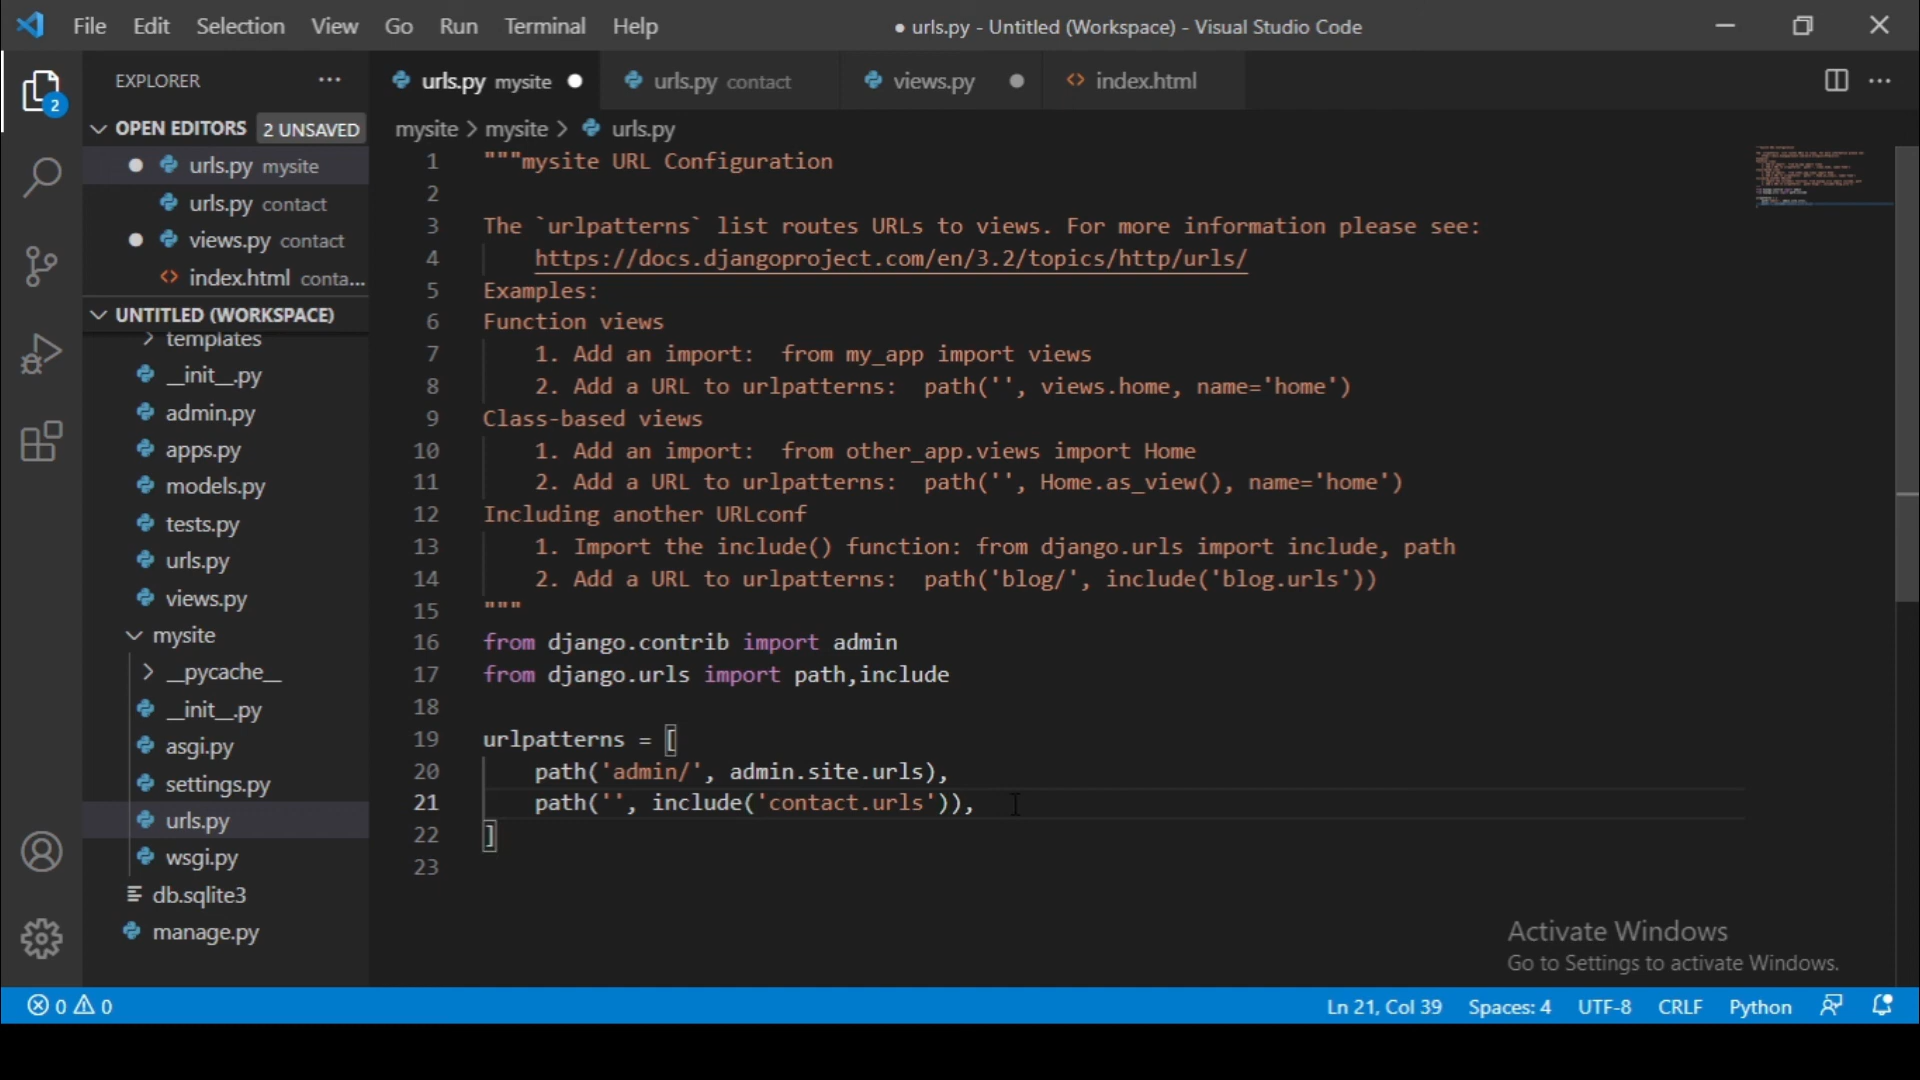 File Edit Selection View Go Run Terminal Help
● urls.py - Untitled (Workspace) - Visual Studio Code
2
EXPLORER
OPEN EDITORS 2 UNSAVED
urls.py mysite
urls.py contact
views.py contact
index.html conta...
UNTITLED (WORKSPACE)
templates
__init__.py
admin.py
apps.py
models.py
tests.py
urls.py
views.py
mysite
__pycache__
__init__.py
asgi.py
settings.py
urls.py
wsgi.py
db.sqlite3
manage.py
urls.py mysite urls.py contact views.py index.html
mysite > mysite > urls.py
1 """mysite URL Configuration
2
3 The `urlpatterns` list routes URLs to views. For more information please see:
4 https://docs.djangoproject.com/en/3.2/topics/http/urls/
5 Examples:
6 Function views
7 1. Add an import:  from my_app import views
8 2. Add a URL to urlpatterns:  path('', views.home, name='home')
9 Class-based views
10 1. Add an import:  from other_app.views import Home
11 2. Add a URL to urlpatterns:  path('', Home.as_view(), name='home')
12 Including another URLconf
13 1. Import the include() function: from django.urls import include, path
14 2. Add a URL to urlpatterns:  path('blog/', include('blog.urls'))
15 """
16 from django.contrib import admin
17 from django.urls import path,include
18
19 urlpatterns = [
20 path('admin/', admin.site.urls),
21 path('', include('contact.urls')),
22 ]
23
Activate Windows
Go to Settings to activate Windows.
0 0 Ln 21, Col 39 Spaces: 4 UTF-8 CRLF Python